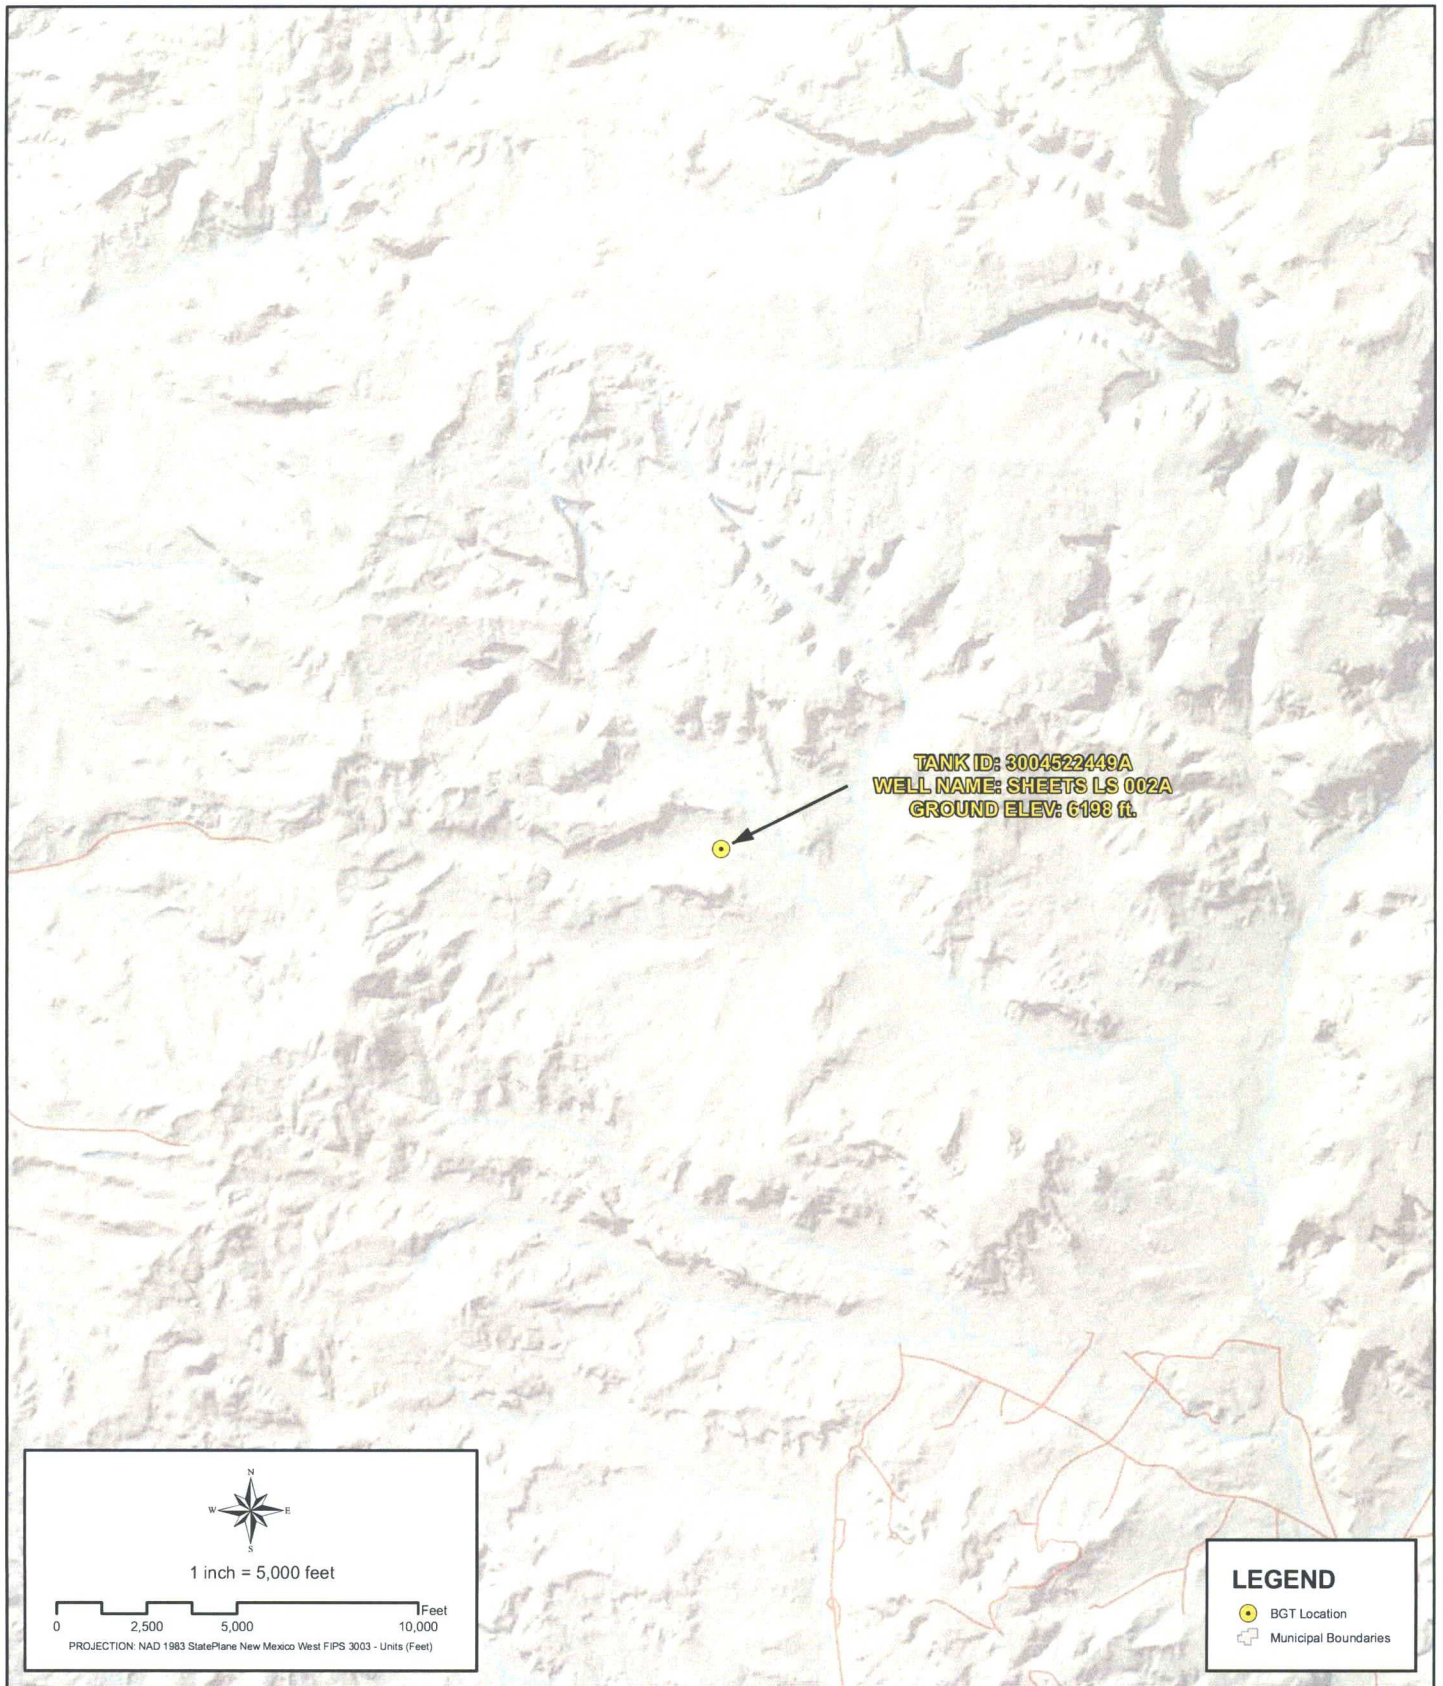 TANK ID: 3004522449A
WELL NAME: SHEETS LS 002A
GROUND ELEV: 6198 ft.
N
W E
S
1 inch = 5,000 feet
Feet
0 2,500 5,000 10,000
PROJECTION: NAD 1983 StatePlane New Mexico West FIPS 3003 - Units (Feet)
LEGEND
BGT Location
Municipal Boundaries